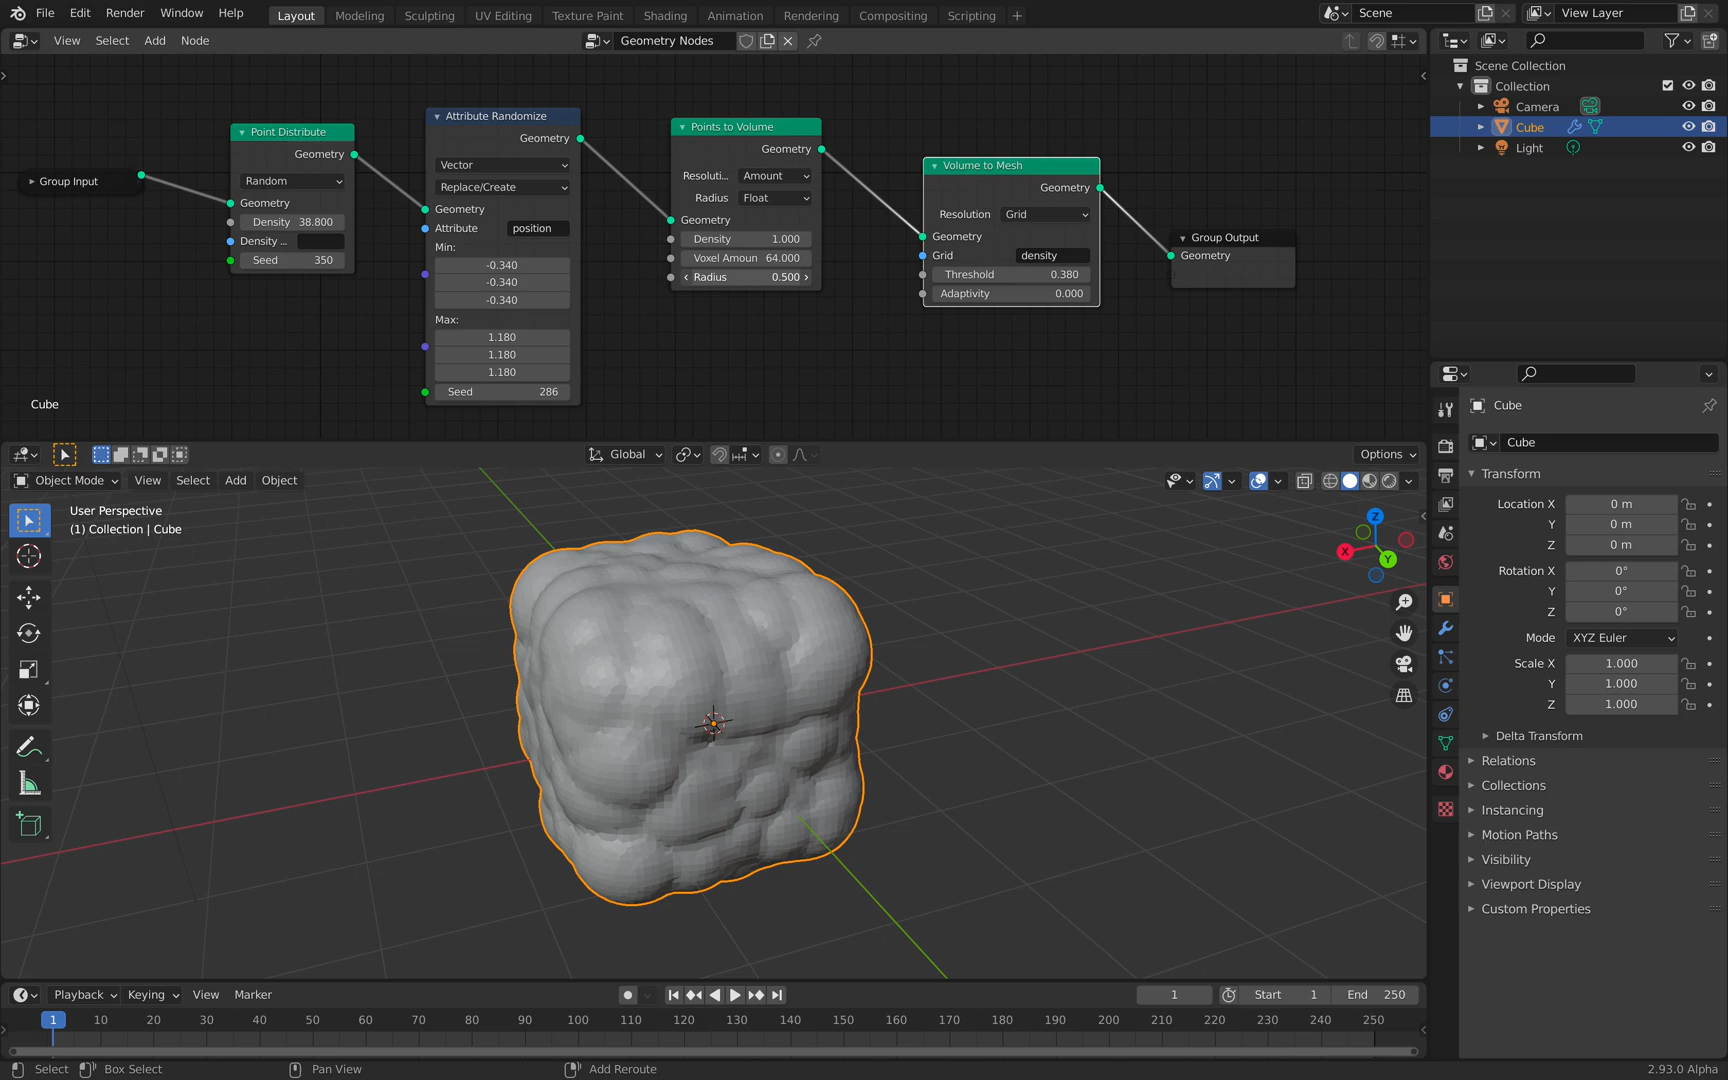 File Edit Render Window Help
Layout Modeling Sculpting UV Editing Texture Paint Shading Animation Rendering Compositing Scripting +
Scene
View Layer
View Select Add Node
Geometry Nodes
Group Input
Point Distribute
Geometry
Random
Geometry
Density 38.800
Density ...
Seed 350
Attribute Randomize
Geometry
Vector
Replace/Create
Geometry
Attribute position
Min:
-0.340
-0.340
-0.340
Max:
1.180
1.180
1.180
Seed 286
Points to Volume
Geometry
Resoluti... Amount
Radius Float
Geometry
Density 1.000
Voxel Amoun 64.000
Radius 0.500
Volume to Mesh
Geometry
Resolution Grid
Geometry
Grid density
Threshold 0.380
Adaptivity 0.000
Group Output
Geometry
Cube
Scene Collection
Collection
Camera
Cube
Light
Global
Options
Object Mode View Select Add Object
User Perspective
(1) Collection | Cube
Z
X
Y
Cube
Cube
Transform
Location X 0 m
Y 0 m
Z 0 m
Rotation X 0°
Y 0°
Z 0°
Mode XYZ Euler
Scale X 1.000
Y 1.000
Z 1.000
Delta Transform
Relations
Collections
Instancing
Motion Paths
Visibility
Viewport Display
Custom Properties
Playback Keying View Marker
1
Start 1
End 250
1 10 20 30 40 50 60 70 80 90 100 110 120 130 140 150 160 170 180 190 200 210 220 230 240 250
Select Box Select Pan View Add Reroute
2.93.0 Alpha